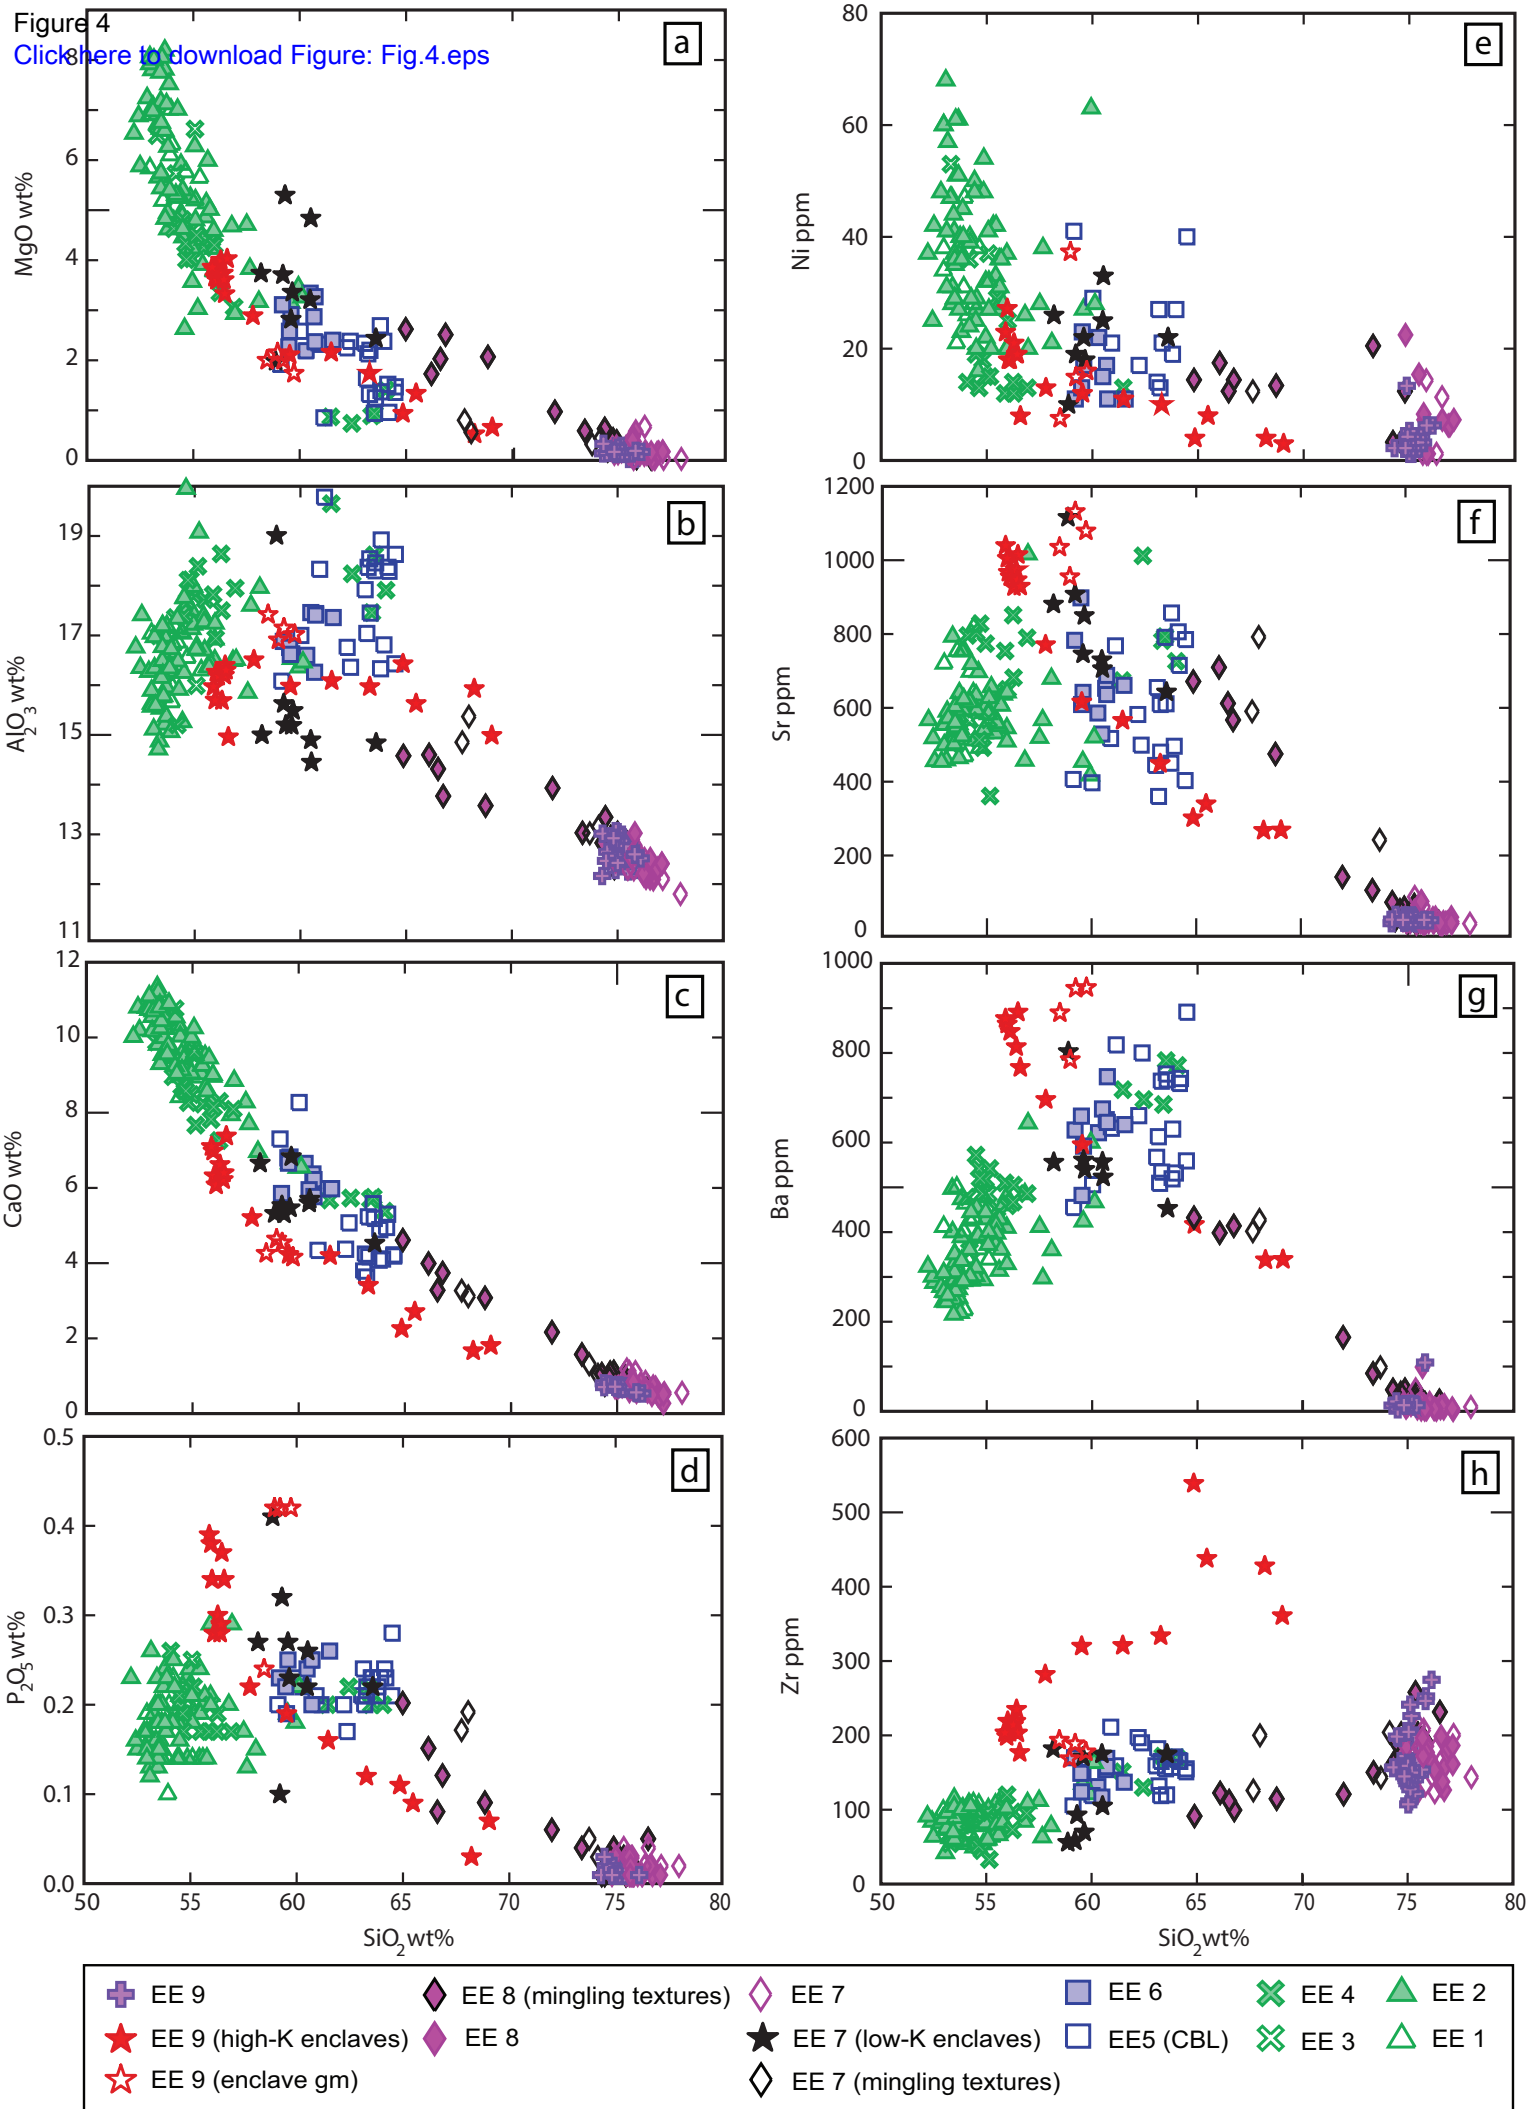 Figure 4
Click here to download Figure: Fig.4.eps
a
8
6
4
2
0
MgO wt%
b
19
17
15
13
11
Al2O3 wt%
c
12
10
8
6
4
2
0
CaO wt%
d
0.5
0.4
0.3
0.2
0.1
0.0
P2O5 wt%
50 55 60 65 70 75 80
SiO2 wt%
e
80
60
40
20
0
Ni ppm
f
1200
1000
800
600
400
200
0
Sr ppm
g
1000
800
600
400
200
0
Ba ppm
h
600
500
400
300
200
100
0
Zr ppm
50 55 60 65 70 75 80
SiO2 wt%
EE 9 EE 8 (mingling textures) EE 7 EE 6 EE 4 EE 2
EE 9 (high-K enclaves) EE 8 EE 7 (low-K enclaves) EE5 (CBL) EE 3 EE 1
EE 9 (enclave gm) EE 7 (mingling textures)